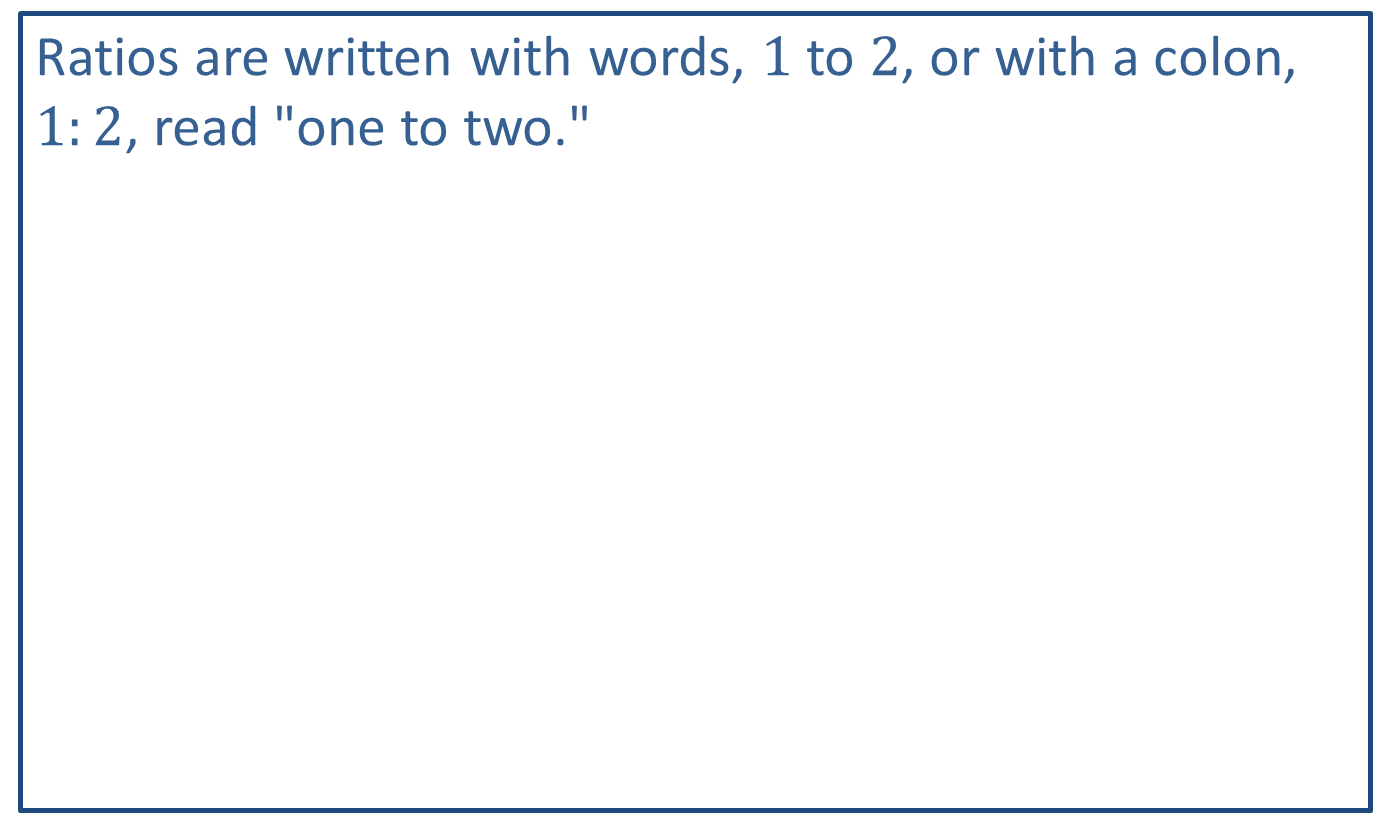 Ratios are written with words, 1 to 2, or with a colon,
1: 2, read "one to two."